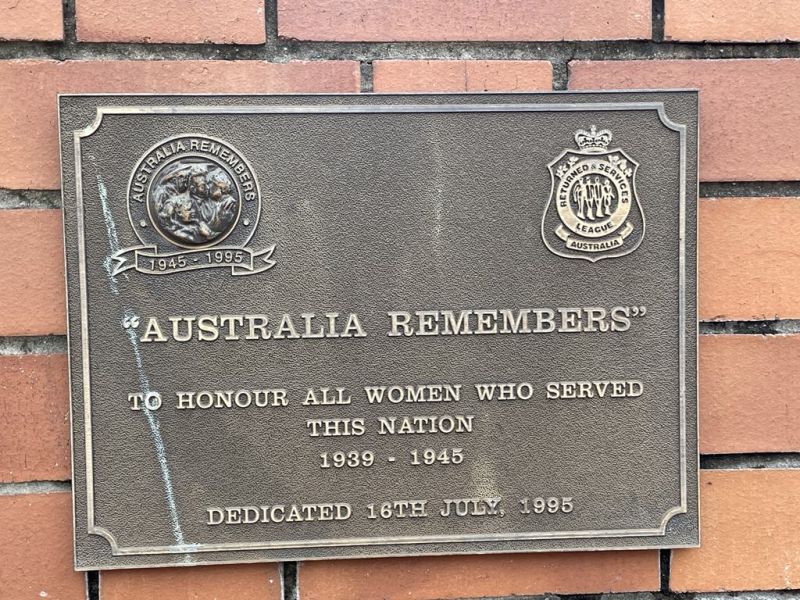 AUSTRALIA REMEMBERS
1945 - 1995
RETURNED & SERVICES
LEAGUE
AUSTRALIA
“AUSTRALIA REMEMBERS”
TO HONOUR ALL WOMEN WHO SERVED
THIS NATION
1939 - 1945
DEDICATED 16TH JULY, 1995